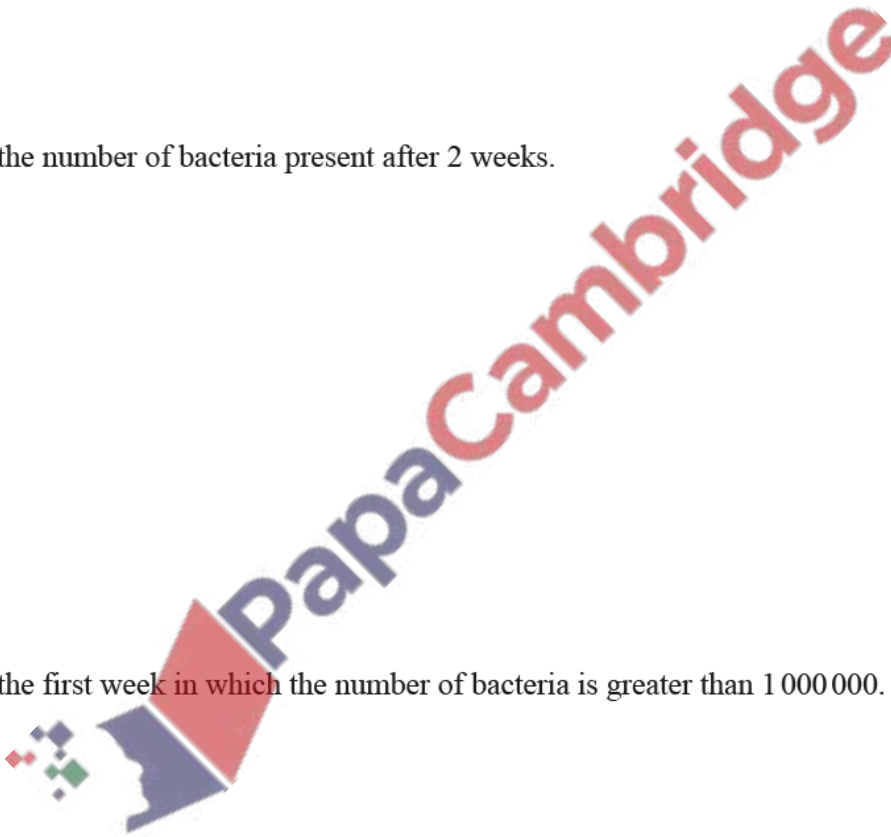 the number of bacteria present after 2 weeks.
PapaCambridge
the first week in which the number of bacteria is greater than 1 000 000.